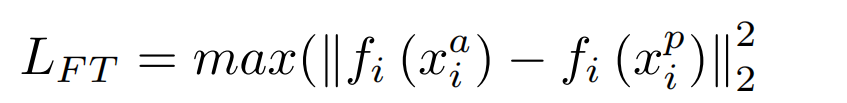 L_{FT} = max(\|f_i(x_i^a) - f_i(x_i^p)\|_2^2